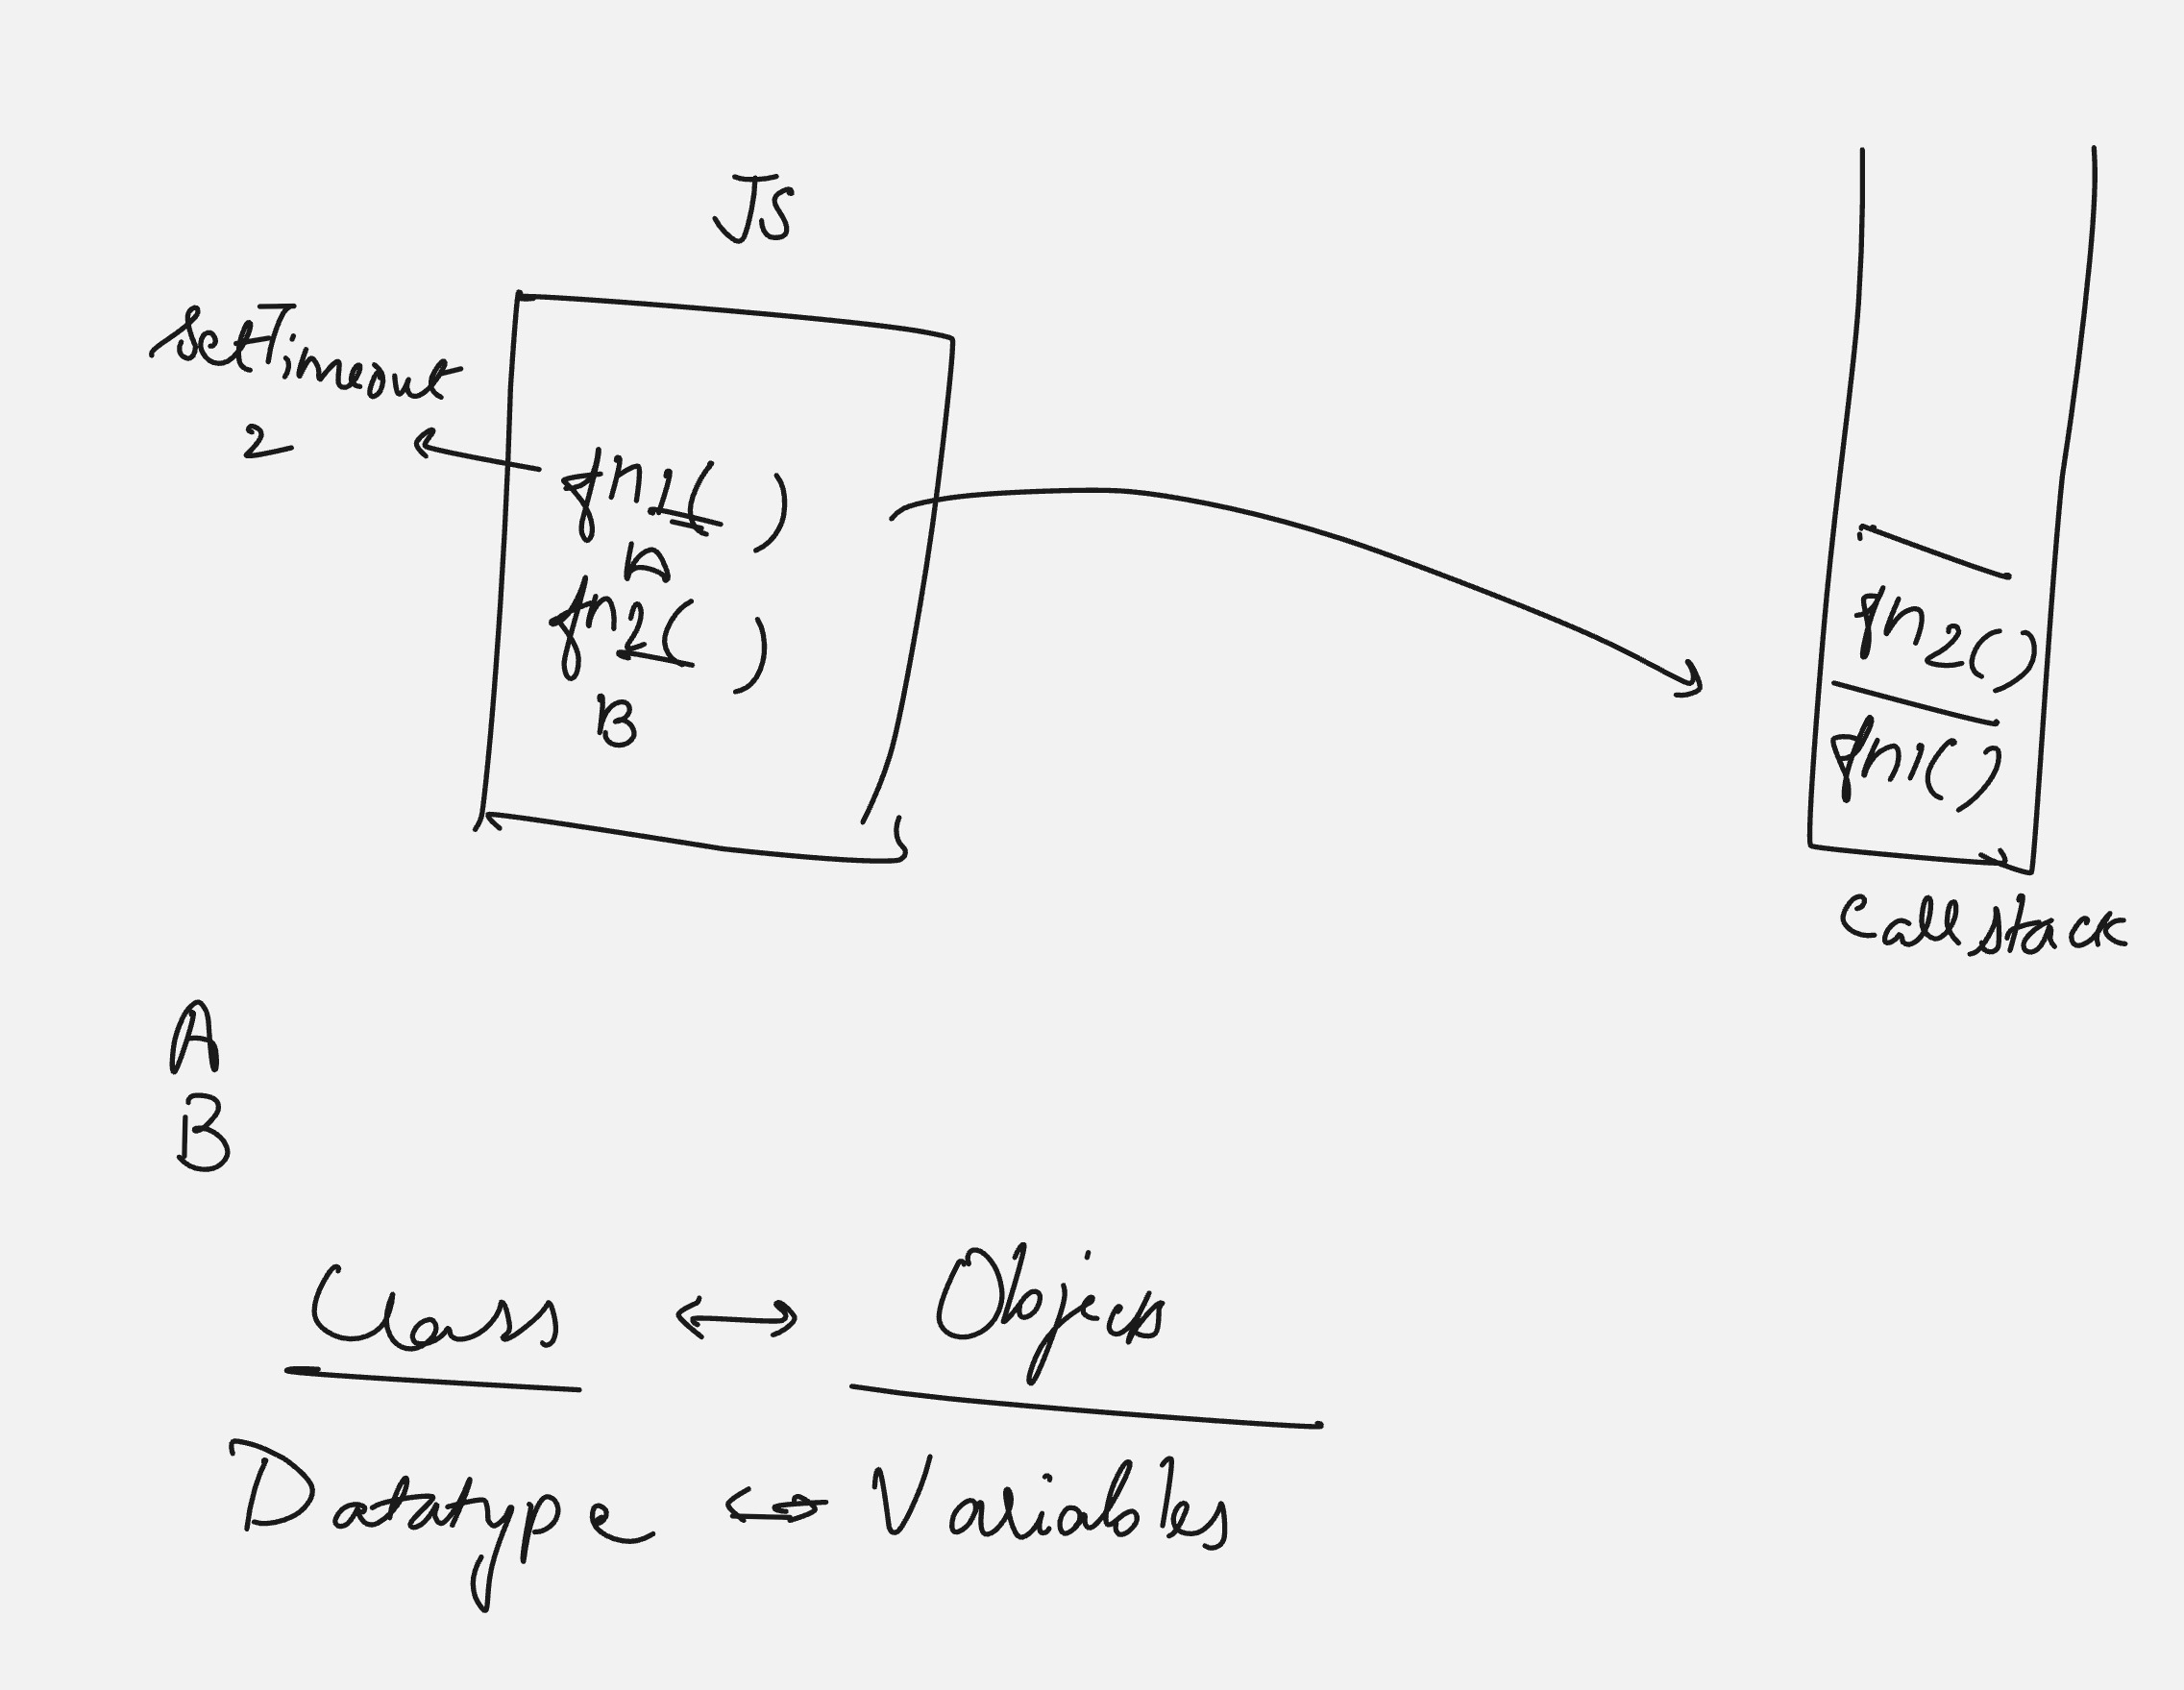 JS
SetTimeout
2
fn1( )
A
fn2( )
B
fn2()
fn1()
Call stack
A
B
Class ↔ Objects
Datatype ↔ Variables